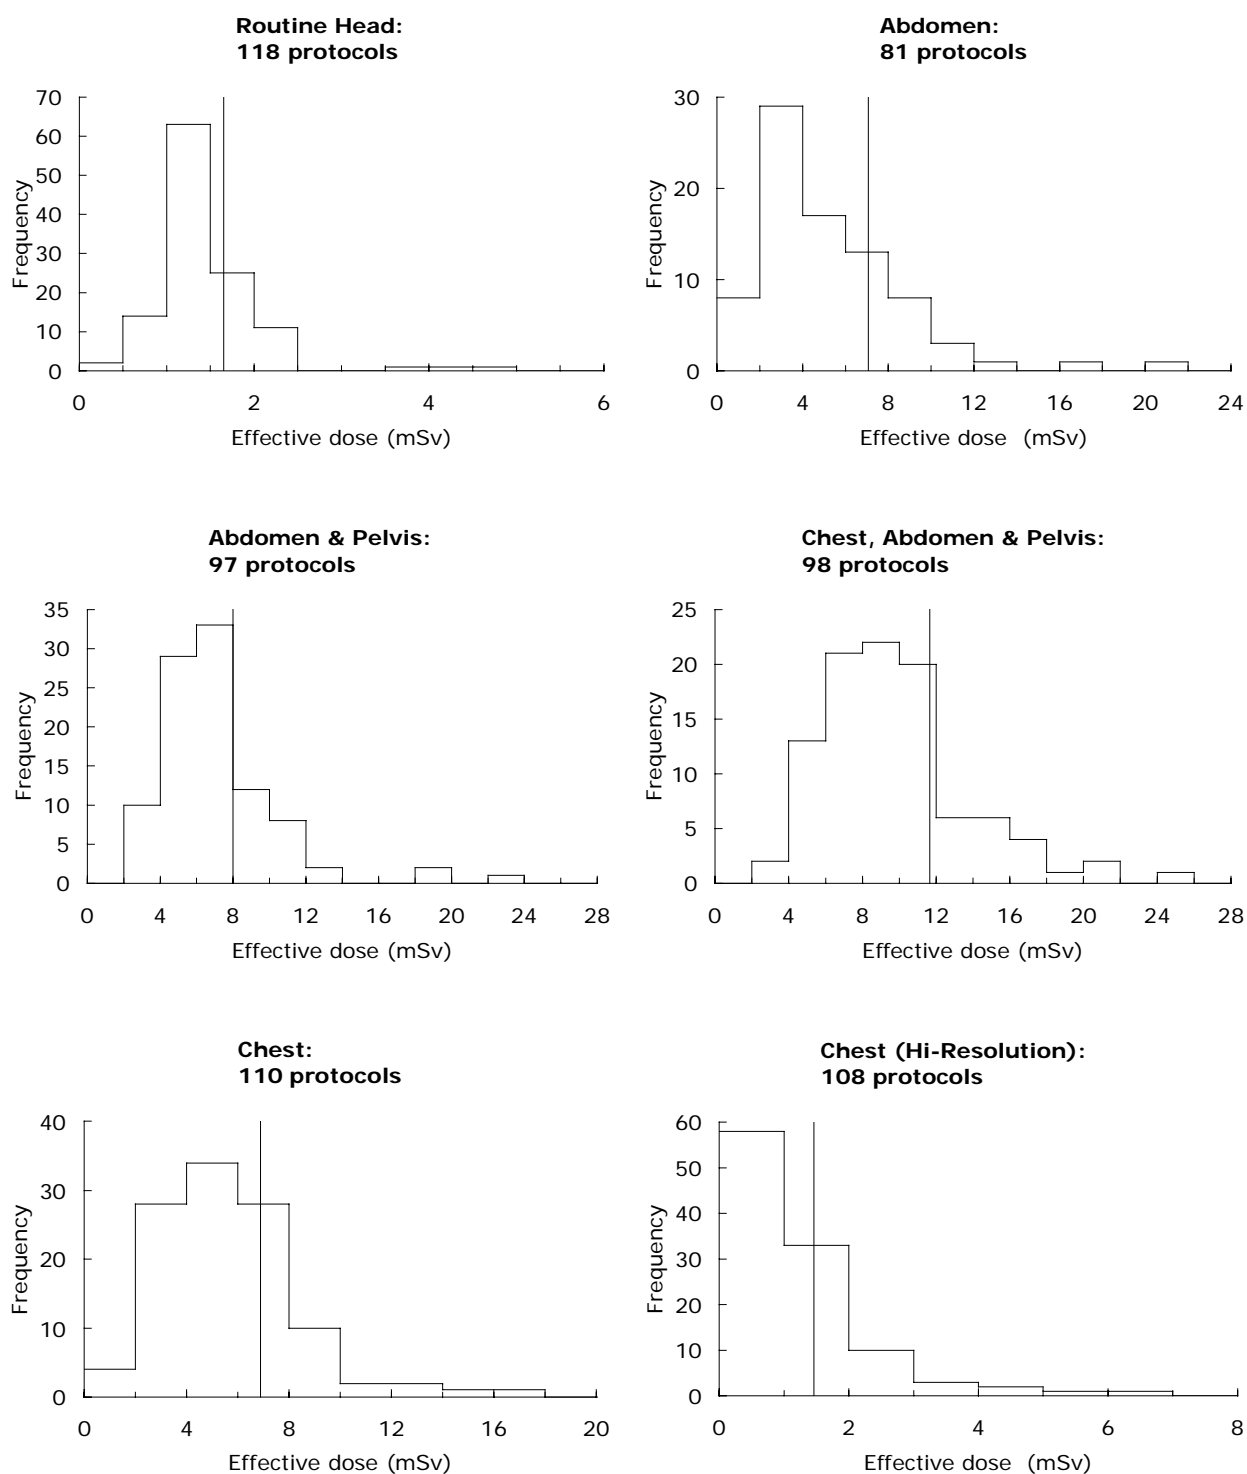 Routine Head:
118 protocols
70
60
50
40
30
20
10
0
Frequency
0 2 4 6
Effective dose (mSv)
Abdomen:
81 protocols
30
20
10
0
Frequency
0 4 8 12 16 20 24
Effective dose (mSv)
Abdomen & Pelvis:
97 protocols
35
30
25
20
15
10
5
0
Frequency
0 4 8 12 16 20 24 28
Effective dose (mSv)
Chest, Abdomen & Pelvis:
98 protocols
25
20
15
10
5
0
Frequency
0 4 8 12 16 20 24 28
Effective dose (mSv)
Chest:
110 protocols
40
30
20
10
0
Frequency
0 4 8 12 16 20
Effective dose (mSv)
Chest (Hi-Resolution):
108 protocols
60
50
40
30
20
10
0
Frequency
0 2 4 6 8
Effective dose (mSv)